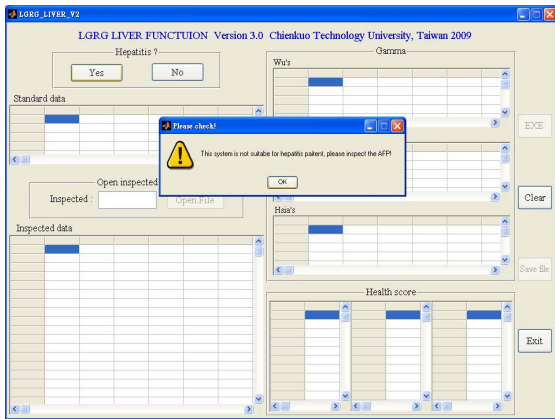 LGRG_LIVER_V2
LGRG LIVER FUNCTUION Version 3.0 Chienkuo Technology University, Taiwan 2009
Hepatitis ?
Yes
No
Standard data
Gamma
Wu's
Please check!
This system is not suitabe for hepatitis paitent, please inspect the AFP!
OK
Open inspected
Inspected :
Open File
Inspected data
Hsia's
Health score
EXE
Clear
Save file
Exit